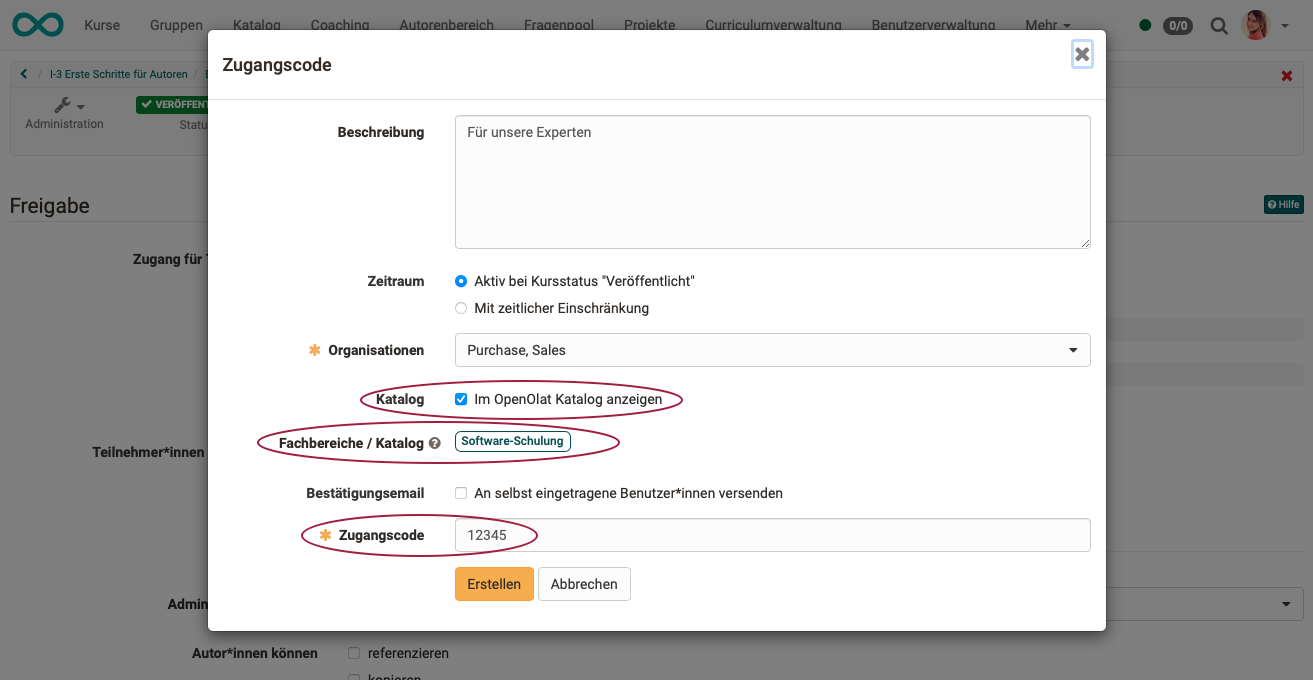 Kurse Gruppen Katalog Coaching Autorenbereich Fragenpool Projekte Curriculumverwaltung Benutzerverwaltung Mehr 0/0
Zugangscode
/ I-3 Erste Schritte für Autoren /
VERÖFFENT
Administration
Statu
Beschreibung Für unsere Experten
Freigabe
Hilfe
Zugang für T
Zeitraum Aktiv bei Kursstatus "Veröffentlicht"
Mit zeitlicher Einschränkung
Organisationen Purchase, Sales
Katalog Im OpenOlat Katalog anzeigen
Fachbereiche / Katalog Software-Schulung
Teilnehmer*innen
Bestätigungsemail An selbst eingetragene Benutzer*innen versenden
Zugangscode 12345
Erstellen Abbrechen
Admin
Autor*innen können referenzieren
kopieren